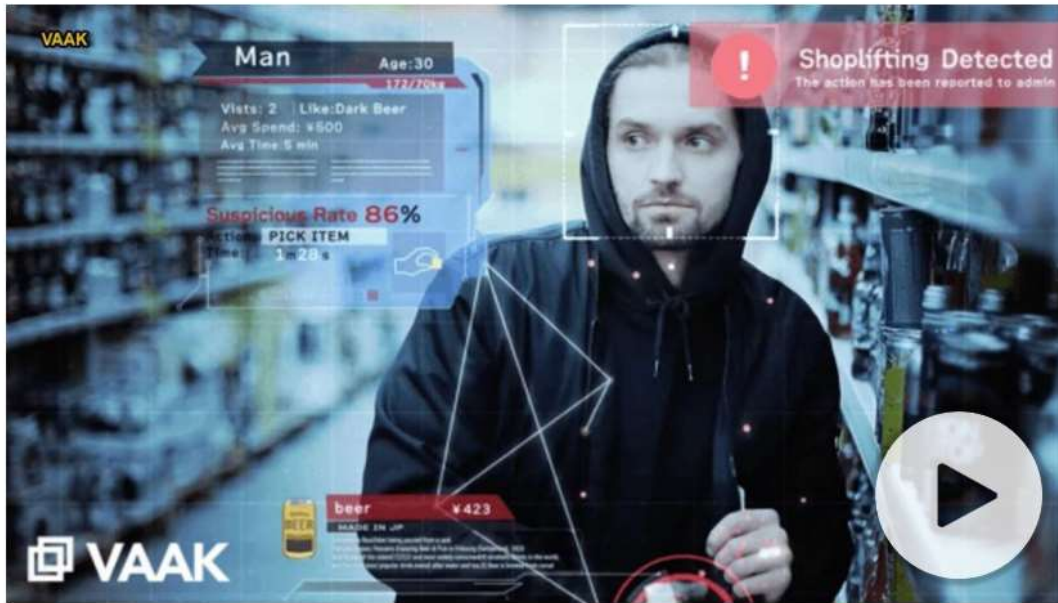 VAAK
Man
Age:30
172/70kg
Vists: 2 Like:Dark Beer
Avg Spend: ¥600
Avg Time:5 min
Suspicious Rate 86%
Action: PICK ITEM
Time: 1m28s
!
Shoplifting Detected
The action has been reported to admin
BEER
beer ¥423
MADE IN JP
VAAK